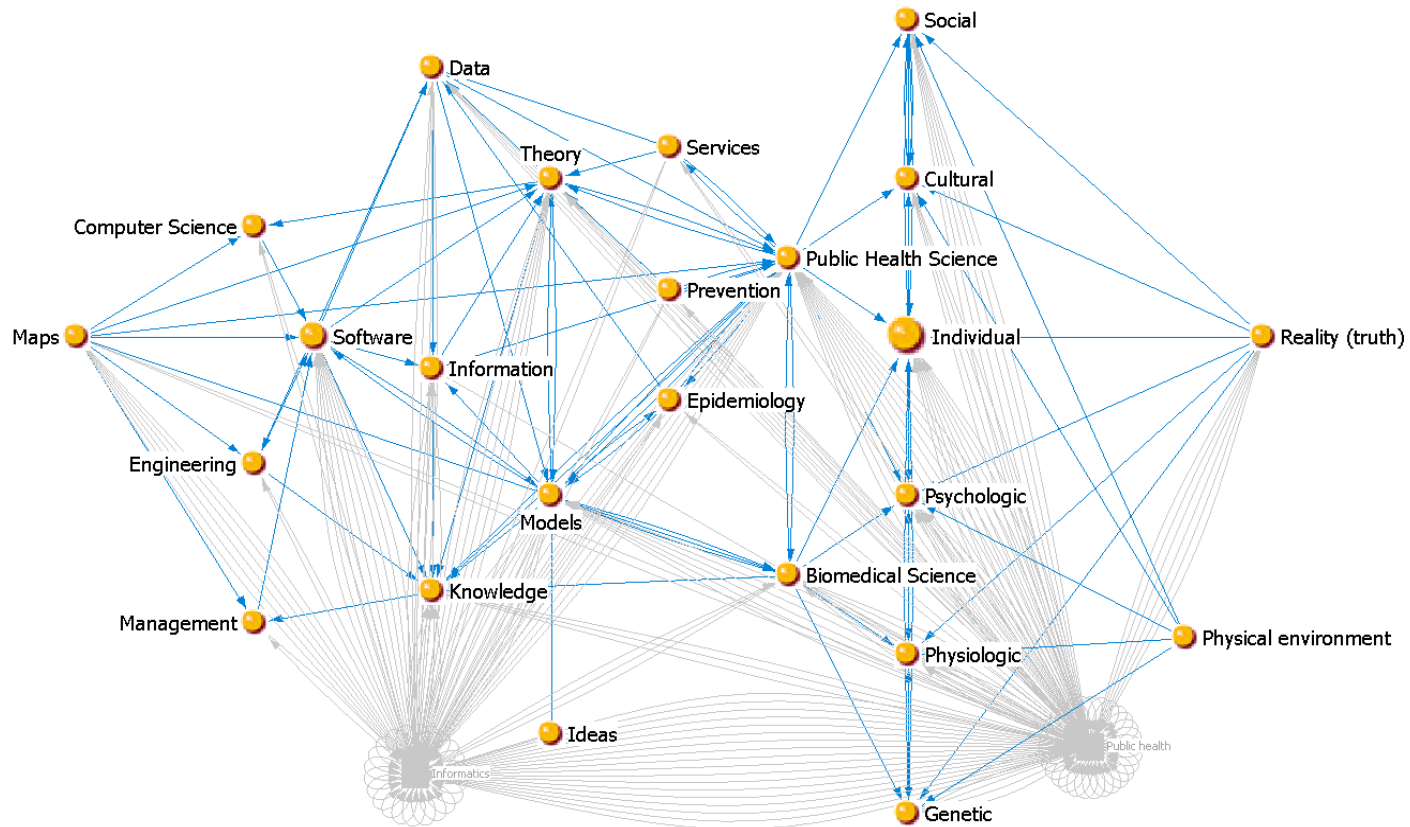 Social
Data
Services
Theory
Cultural
Computer Science
Public Health Science
Prevention
Maps
Software
Individual
Reality (truth)
Information
Epidemiology
Engineering
Psychologic
Models
Biomedical Science
Knowledge
Management
Physiologic
Physical environment
Ideas
Public health
Informatics
Genetic